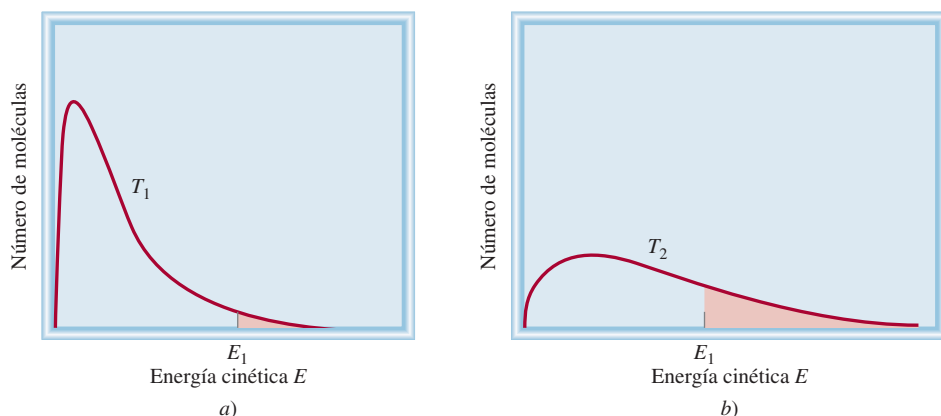 Número de moléculas
T1
E1
Energía cinética E
a)
Número de moléculas
T2
E1
Energía cinética E
b)